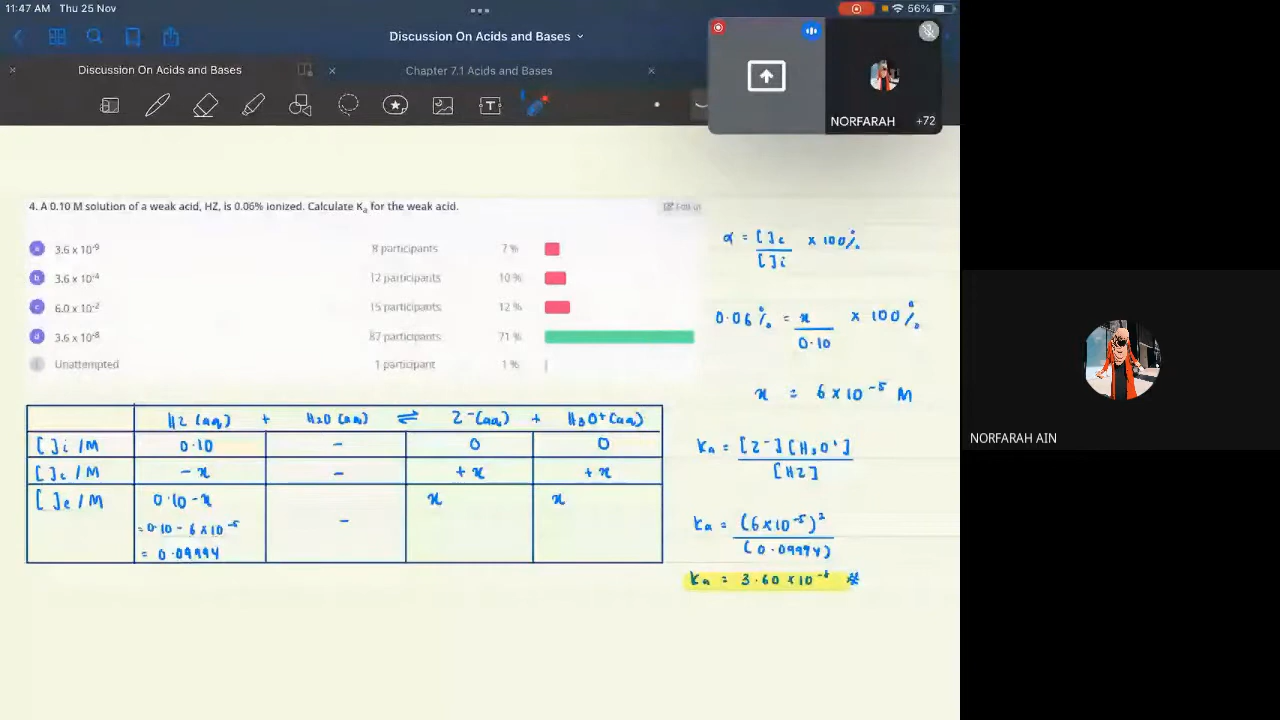 11:47 AM Thu 25 Nov
56%
Discussion On Acids and Bases
Discussion On Acids and Bases
Chapter 7.1 Acids and Bases
NORFARAH
+72
4. A 0.10 M solution of a weak acid, HZ, is 0.06% ionized. Calculate Kₐ for the weak acid.
a 3.6 x 10⁻⁹ 8 participants 7 %
b 3.6 x 10⁻⁴ 12 participants 10 %
c 6.0 x 10⁻² 15 participants 12 %
d 3.6 x 10⁻⁸ 87 participants 71 %
Unattempted 1 participant 1 %
α = [ ]c / [ ]i x 100%
0.06% = x / 0.10 x 100%
x = 6 x 10⁻⁵ M
Ka = [Z⁻][H₃O⁺] / [HZ]
Ka = (6x10⁻⁵)² / (0.09994)
Ka = 3.60 x 10⁻⁸ #
HZ (aq) + H₂O (aq) ⇌ Z⁻(aq) + H₃O⁺(aq)
[ ]i /M 0.10 - 0 0
[ ]c /M - x - + x + x
[ ]e /M 0.10 - x - x x
= 0.10 - 6 x 10⁻⁵
= 0.09994
NORFARAH AIN